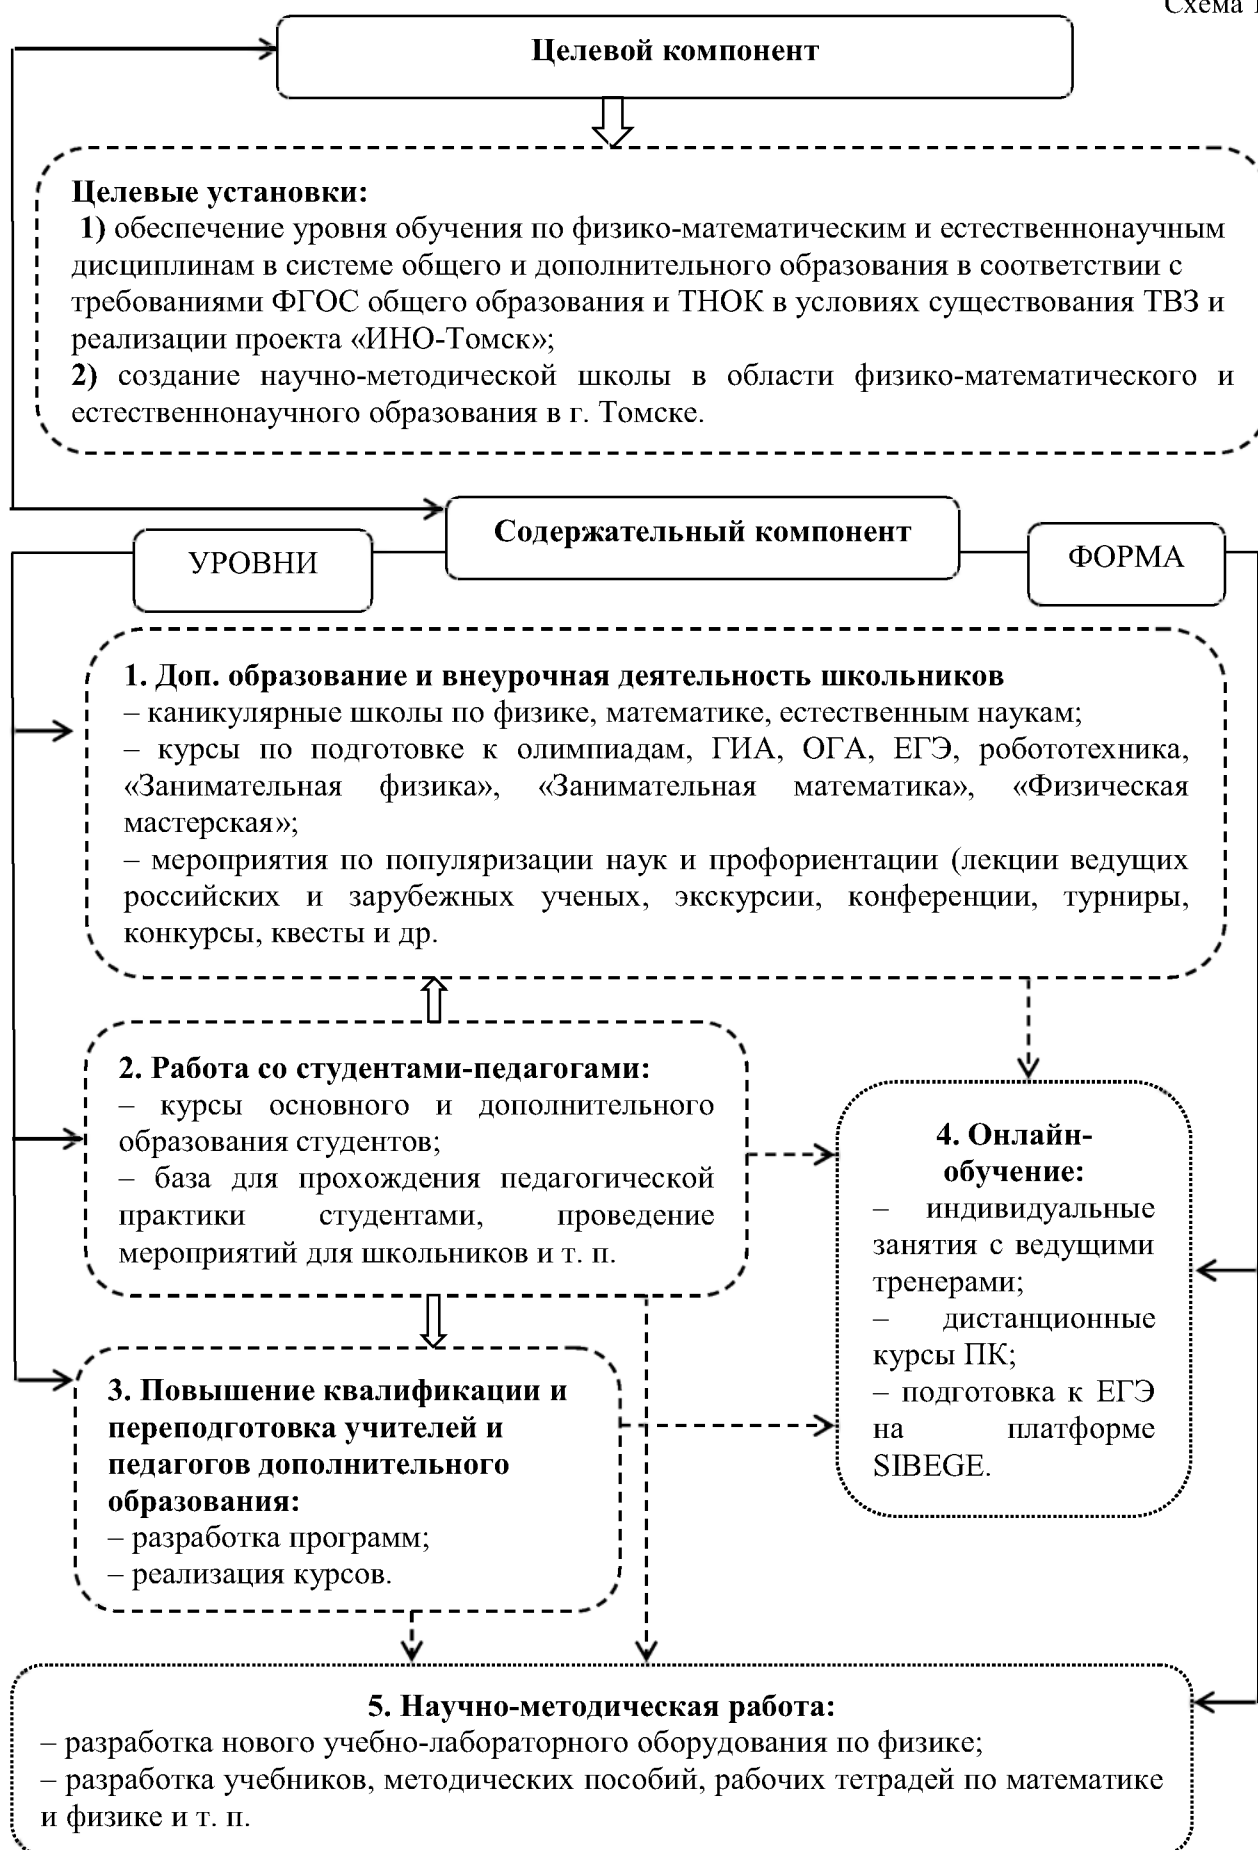 Схема 1
Целевой компонент
Целевые установки:
1) обеспечение уровня обучения по физико-математическим и естественнонаучным
дисциплинам в системе общего и дополнительного образования в соответствии с
требованиями ФГОС общего образования и ТНОК в условиях существования ТВЗ и
реализации проекта «ИНО-Томск»;
2) создание научно-методической школы в области физико-математического и
естественнонаучного образования в г. Томске.
Содержательный компонент
УРОВНИ
ФОРМА
1. Доп. образование и внеурочная деятельность школьников
– каникулярные школы по физике, математике, естественным наукам;
– курсы по подготовке к олимпиадам, ГИА, ОГА, ЕГЭ, робототехника,
«Занимательная физика», «Занимательная математика», «Физическая
мастерская»;
– мероприятия по популяризации наук и профориентации (лекции ведущих
российских и зарубежных ученых, экскурсии, конференции, турниры,
конкурсы, квесты и др.
2. Работа со студентами-педагогами:
– курсы основного и дополнительного
образования студентов;
– база для прохождения педагогической
практики студентами, проведение
мероприятий для школьников и т. п.
3. Повышение квалификации и
переподготовка учителей и
педагогов дополнительного
образования:
– разработка программ;
– реализация курсов.
4. Онлайн-
обучение:
– индивидуальные
занятия с ведущими
тренерами;
– дистанционные
курсы ПК;
– подготовка к ЕГЭ
на платформе
SIBEGE.
5. Научно-методическая работа:
– разработка нового учебно-лабораторного оборудования по физике;
– разработка учебников, методических пособий, рабочих тетрадей по математике
и физике и т. п.